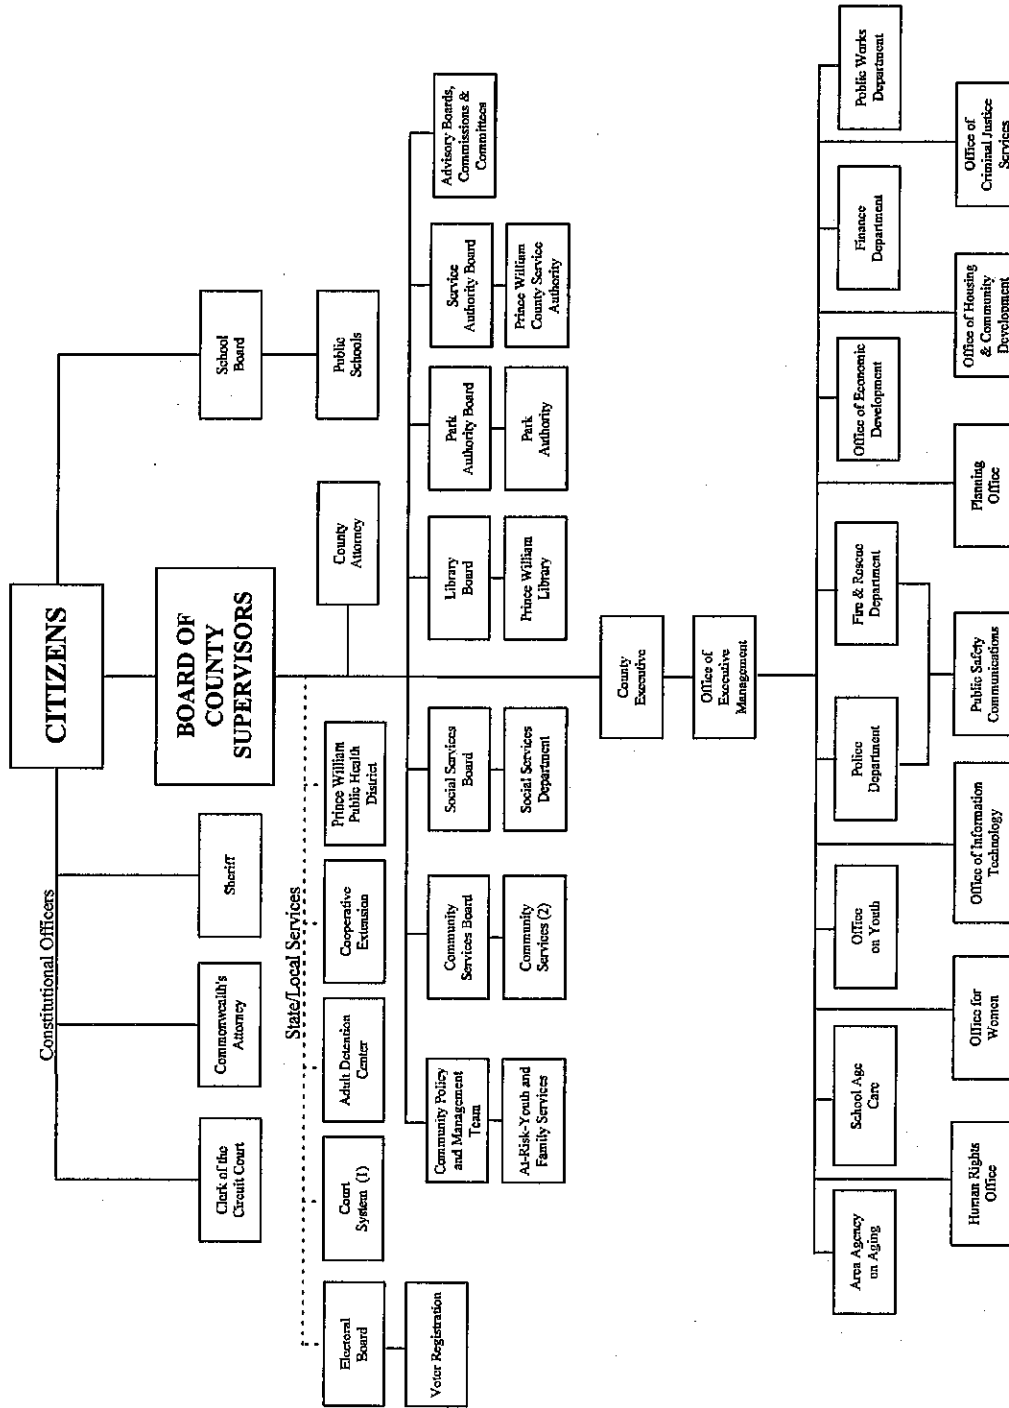 CITIZENS
Constitutional Officers
BOARD OF
COUNTY
SUPERVISORS
Clerk of the
Circuit Court
Commonwealth's
Attorney
Sheriff
School
Board
State/Local Services
Electoral
Board
Court
System (1)
Adult Detention
Center
Cooperative
Extension
Prince William
Public Health
District
County
Attorney
Public
Schools
Voter Registration
Community Policy
and Management
Team
Community
Services Board
Social Services
Board
Library
Board
Park
Authority Board
Service
Authority Board
Advisory Boards,
Commissions &
Committees
At-Risk-Youth and
Family Services
Community
Services (2)
Social Services
Department
Prince William
Library
Park
Authority
Prince William
County Service
Authority
County
Executive
Office of
Executive
Management
Area Agency
on Aging
School Age
Care
Office
on Youth
Police
Department
Fire & Rescue
Department
Office of Economic
Development
Finance
Department
Public Works
Department
Human Rights
Office
Office for
Women
Office of Information
Technology
Public Safety
Communications
Planning
Office
Office of Housing
& Community
Development
Office of
Criminal Justice
Services